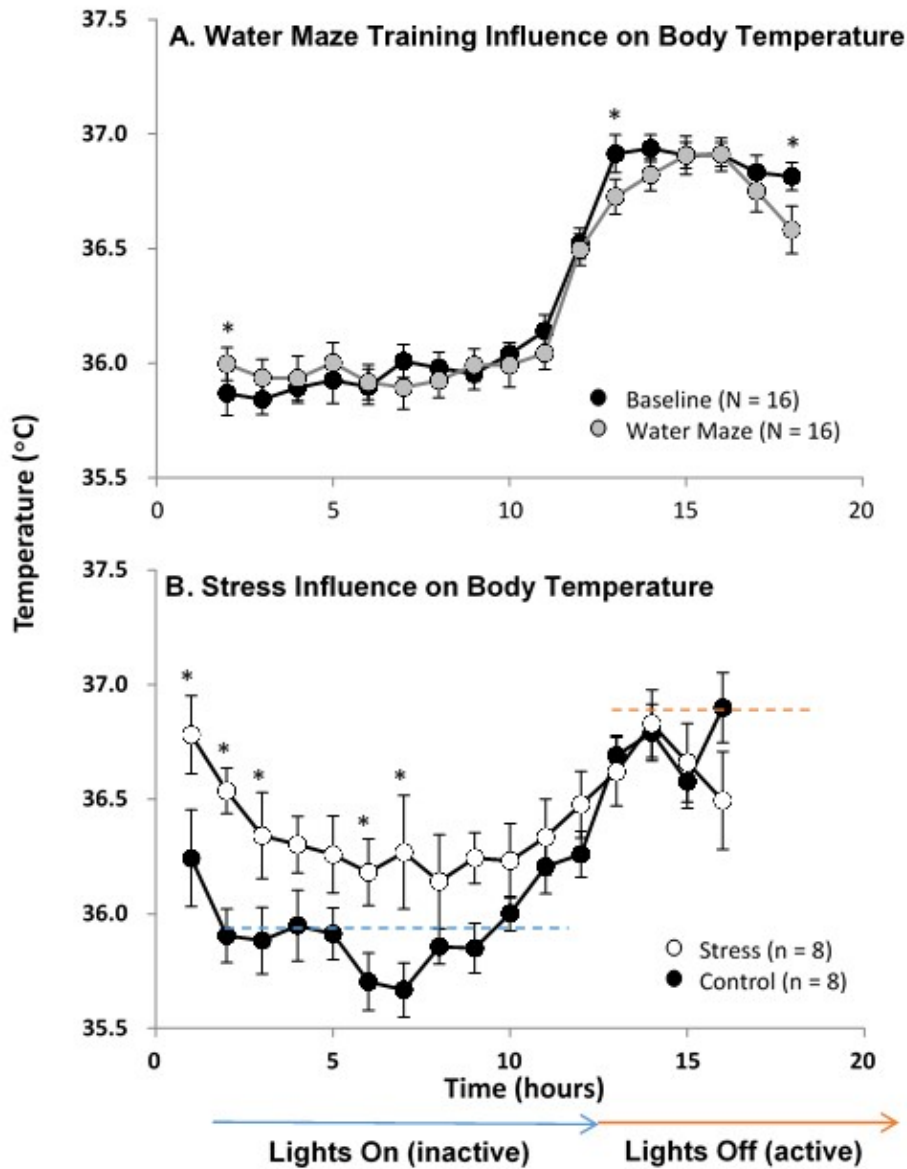 A. Water Maze Training Influence on Body Temperature
37.5
37.0
36.5
36.0
35.5
* * *
Baseline (N = 16)
Water Maze (N = 16)
0 5 10 15 20
Temperature (°C)
B. Stress Influence on Body Temperature
37.5
37.0
36.5
36.0
35.5
* * * * *
Stress (n = 8)
Control (n = 8)
0 5 10 15 20
Time (hours)
Lights On (inactive) Lights Off (active)